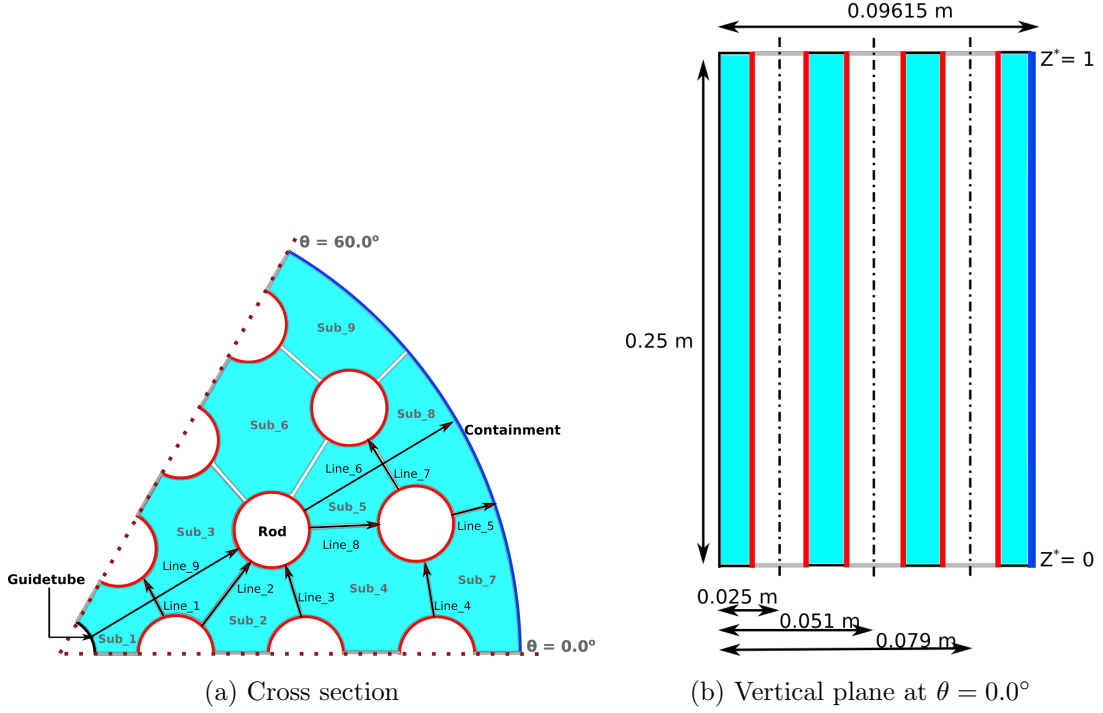 θ = 60.0°
Sub_9
Sub_8
Containment
Sub_6
Line_6
Line_7
Sub_5
Line_5
Sub_3
Rod
Line_8
Line_9
Guidetube
Line_1
Line_2
Line_3
Sub_4
Sub_7
Line_4
Sub_1
Sub_2
θ = 0.0°
(a) Cross section
0.09615 m
Z*= 1
0.25 m
Z*= 0
0.025 m
0.051 m
0.079 m
(b) Vertical plane at θ = 0.0°